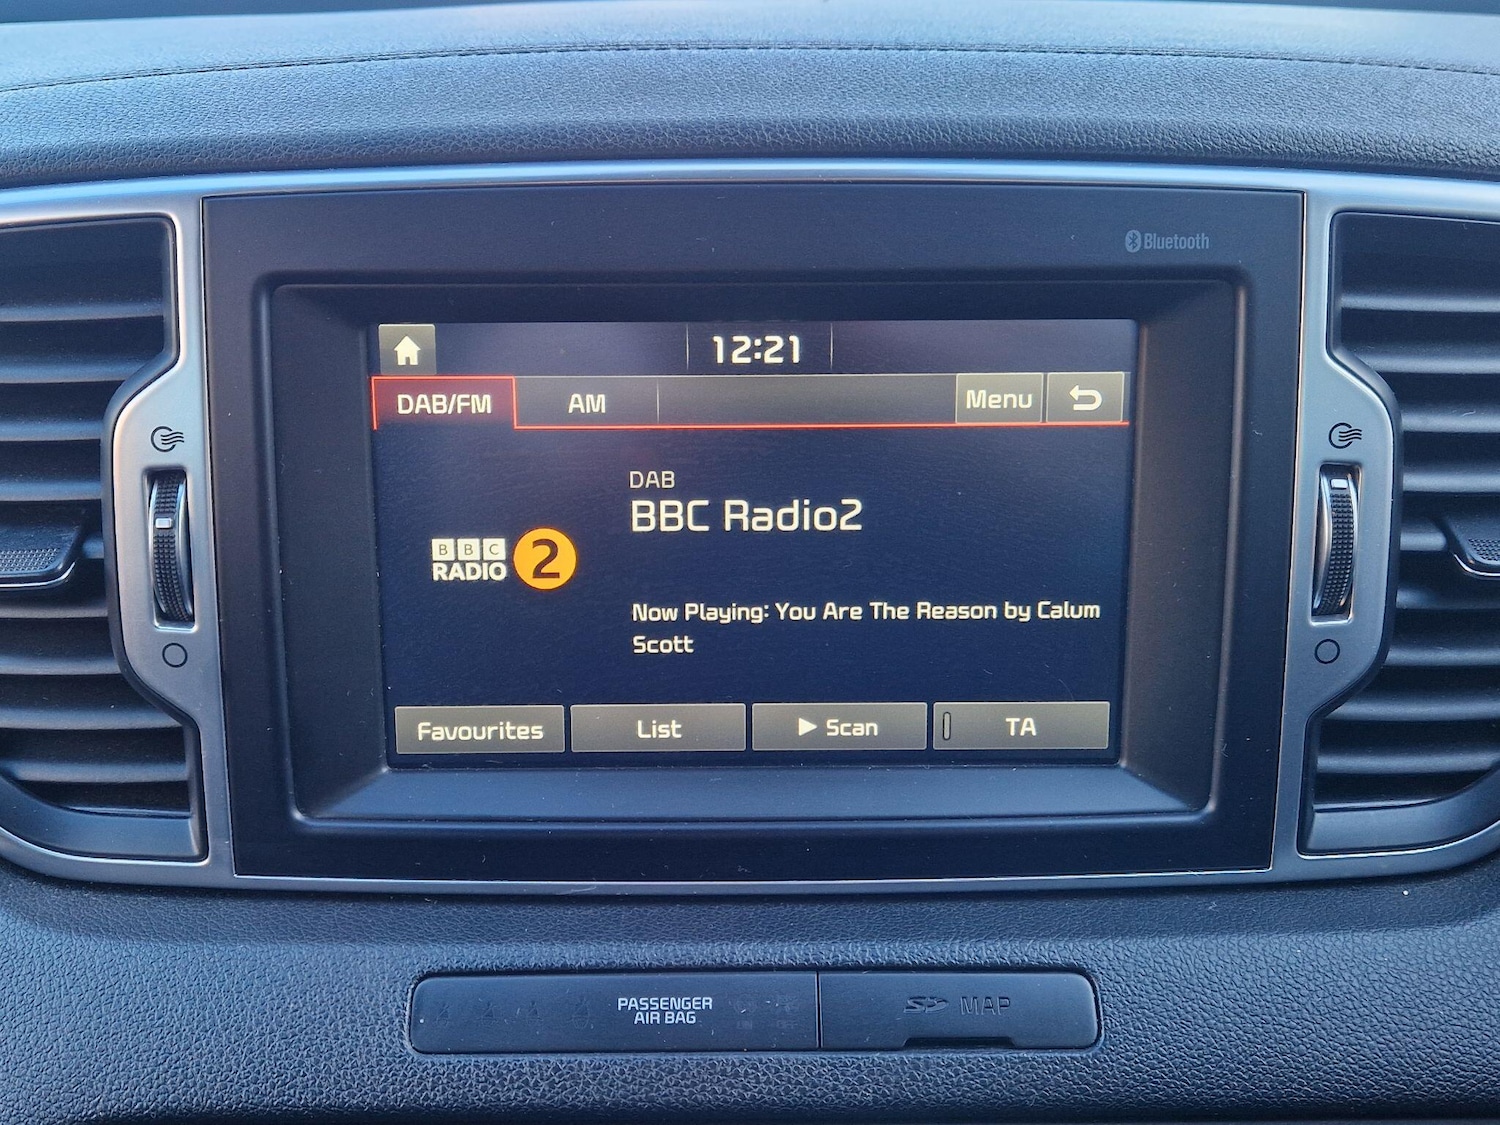 Bluetooth
12:21
DAB/FM
AM
Menu
DAB
BBC Radio2
BBC
RADIO 2
Now Playing: You Are The Reason by Calum
Scott
Favourites
List
Scan
TA
PASSENGER
AIR BAG
SD MAP